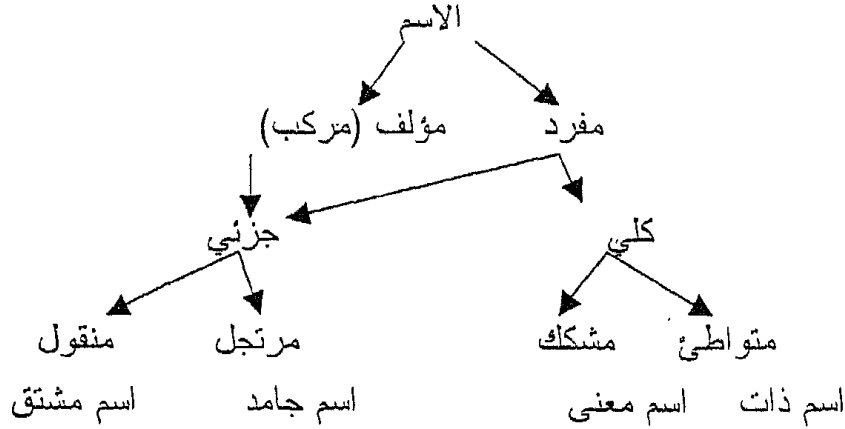 الاسم
مفرد مؤلف (مركب)
كلي جزئي
متواطئ مشكك مرتجل منقول
اسم ذات اسم معنى اسم جامد اسم مشتق